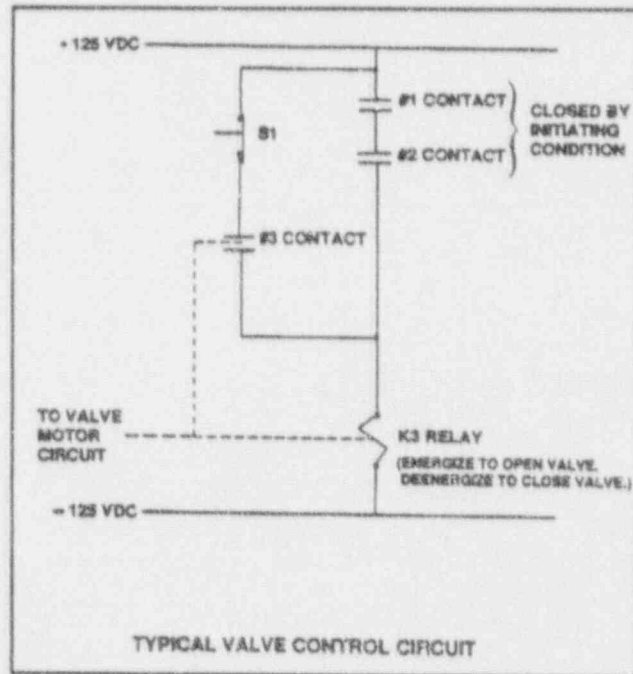 + 125 VDC
#1 CONTACT
#2 CONTACT
CLOSED BY
INITIATING
CONDITION
S1
#3 CONTACT
TO VALVE
MOTOR
CIRCUIT
K3 RELAY
(EMERGIZE TO OPEN VALVE.
DEENERGIZE TO CLOSE VALVE.)
- 125 VDC
TYPICAL VALVE CONTROL CIRCUIT